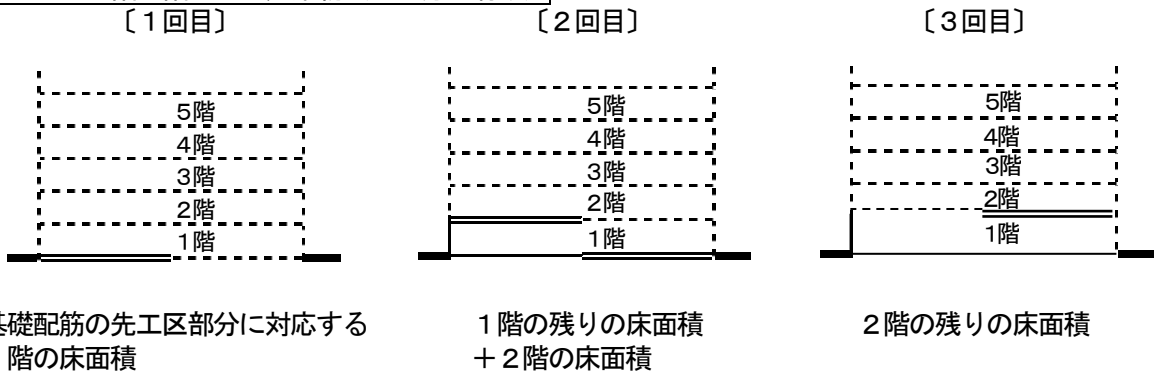 〔1回目〕
〔2回目〕
〔3回目〕
5階
4階
3階
2階
1階
5階
4階
3階
2階
1階
5階
4階
3階
2階
1階
基礎配筋の先工区部分に対応する
階の床面積
1階の残りの床面積
+2階の床面積
2階の残りの床面積